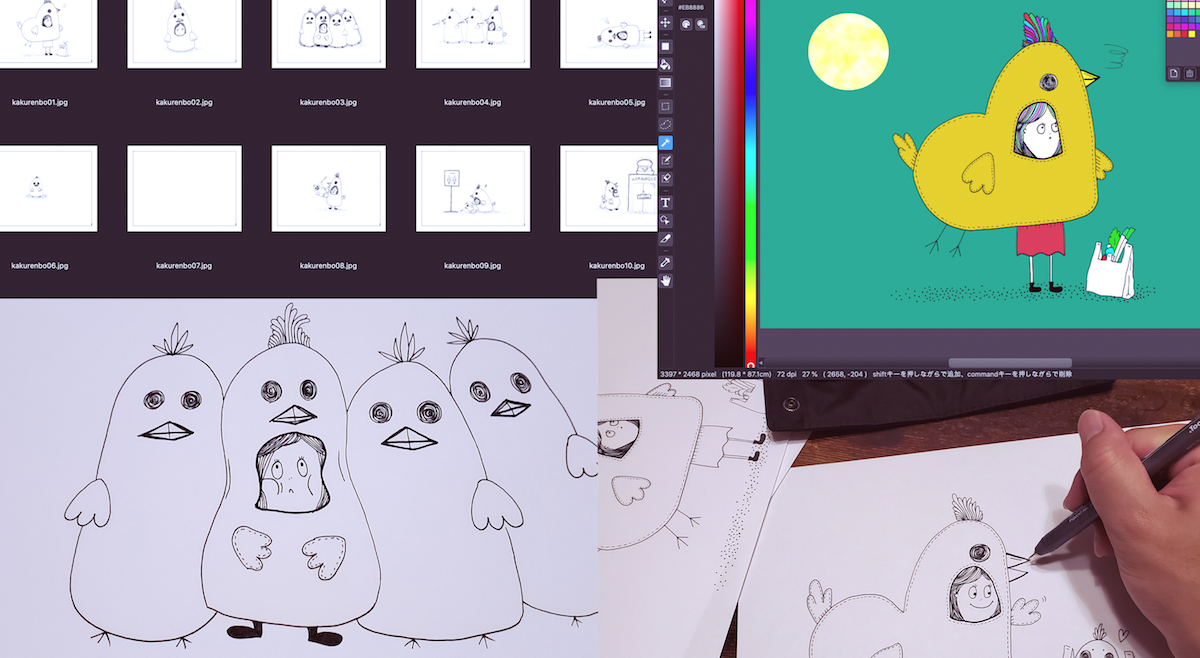 kakurenbo01.jpg
kakurenbo02.jpg
kakurenbo03.jpg
kakurenbo04.jpg
kakurenbo05.jpg
kakurenbo06.jpg
kakurenbo07.jpg
kakurenbo08.jpg
kakurenbo09.jpg
kakurenbo10.jpg
#EB8686
T
3397 * 2468 pixel (119.8 * 87.1cm) 72 dpi 27 % ( 2658, -204 ) shiftキーを押しながらで追加、commandキーを押しながらで削除